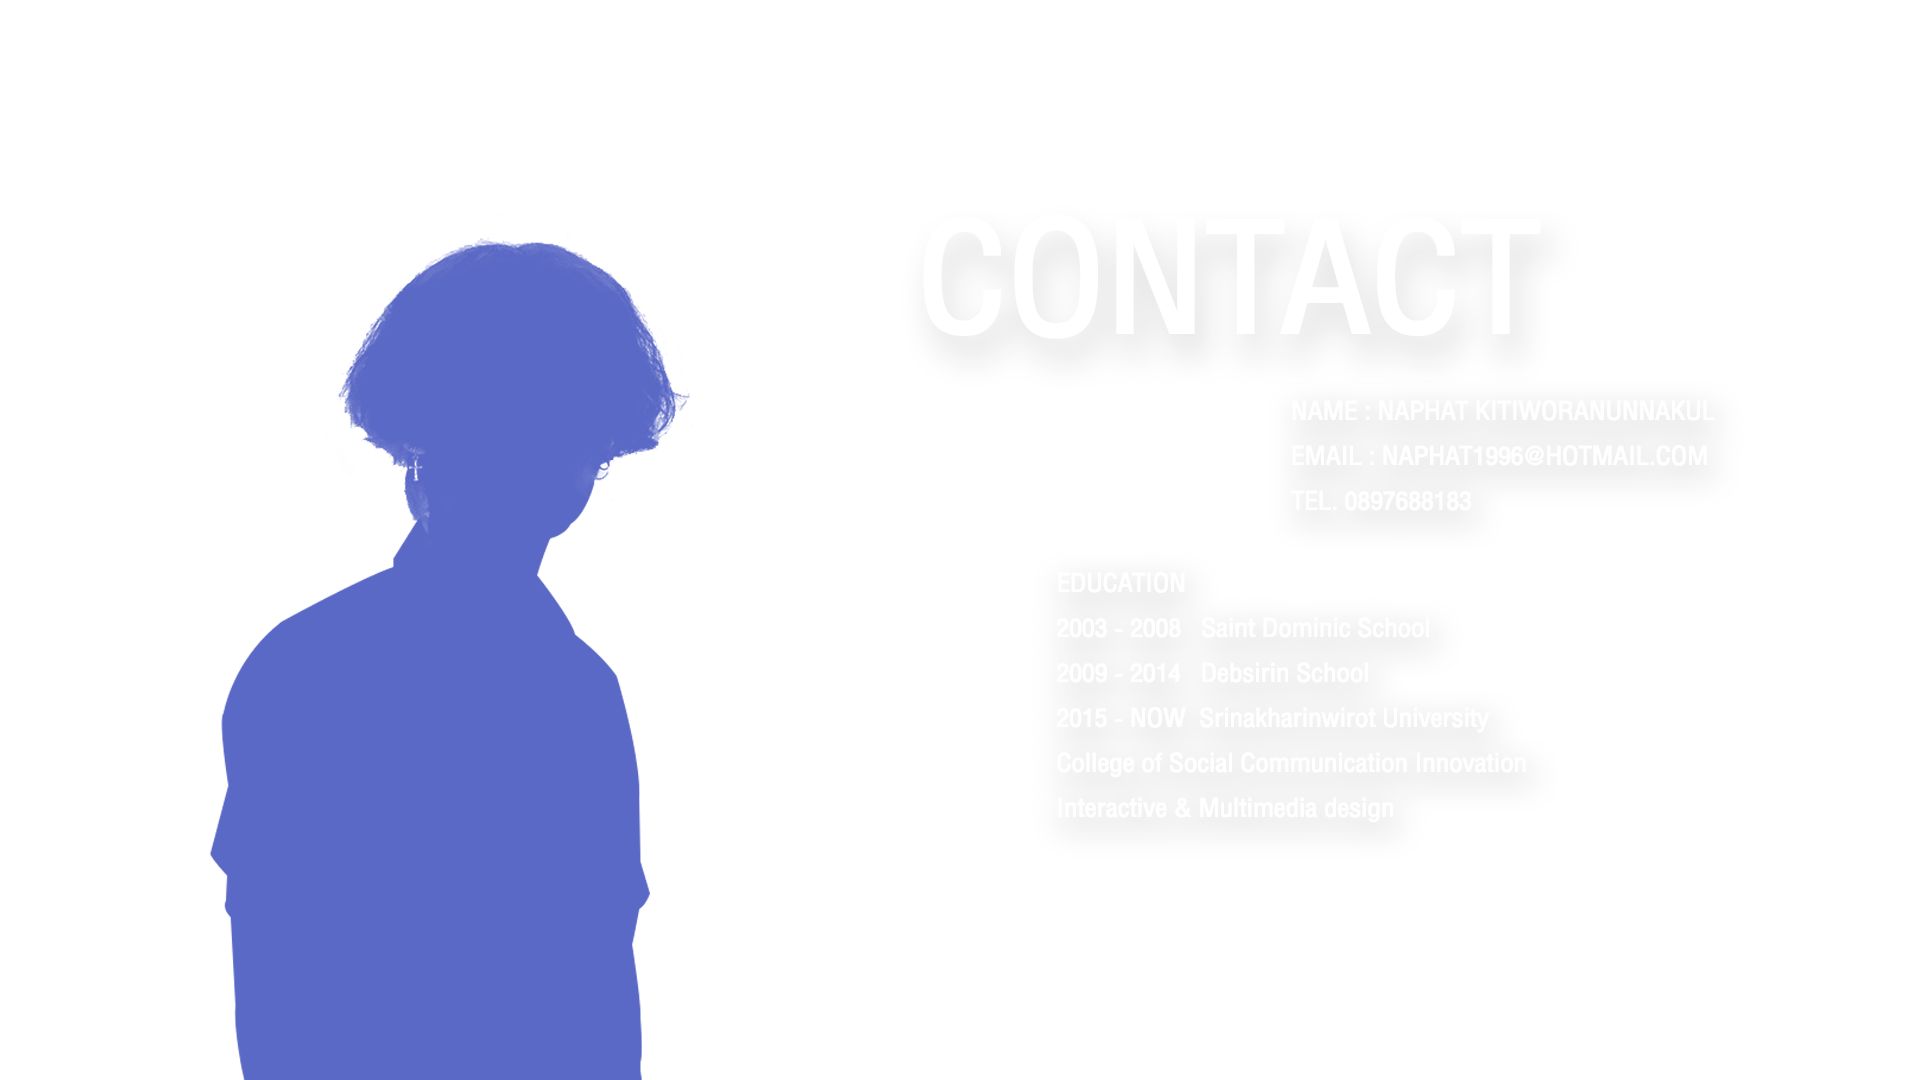 CONTACT
NAME : NAPHAT KITIWORANUNNAKUL
EMAIL : NAPHAT1996@HOTMAIL.COM
TEL. 0897688183
EDUCATION
2003 - 2008 Saint Dominic School
2009 - 2014 Debsirin School
2015 - NOW Srinakharinwirot University
College of Social Communication Innovation
Interactive & Multimedia design